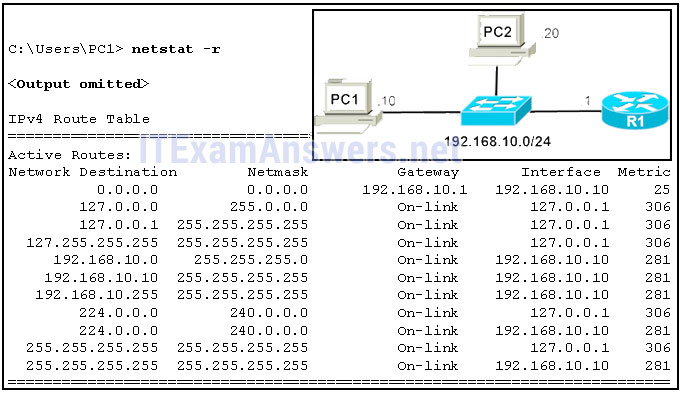 C:\Users\PC1> netstat -r
<Output omitted>
IPv4 Route Table
PC2
.20
PC1
.10
1
R1
192.168.10.0/24
ITExamAnswers.net
Active Routes:
Network Destination Netmask Gateway Interface Metric
0.0.0.0 0.0.0.0 192.168.10.1 192.168.10.10 25
127.0.0.0 255.0.0.0 On-link 127.0.0.1 306
127.0.0.1 255.255.255.255 On-link 127.0.0.1 306
127.255.255.255 255.255.255.255 On-link 127.0.0.1 306
192.168.10.0 255.255.255.0 On-link 192.168.10.10 281
192.168.10.10 255.255.255.255 On-link 192.168.10.10 281
192.168.10.255 255.255.255.255 On-link 192.168.10.10 281
224.0.0.0 240.0.0.0 On-link 127.0.0.1 306
224.0.0.0 240.0.0.0 On-link 192.168.10.10 281
255.255.255.255 255.255.255.255 On-link 127.0.0.1 306
255.255.255.255 255.255.255.255 On-link 192.168.10.10 281